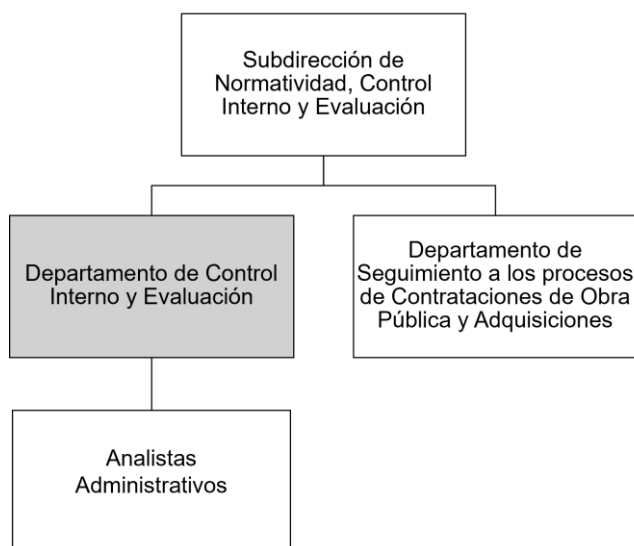 Subdirección de
Normatividad, Control
Interno y Evaluación
Departamento de Control
Interno y Evaluación
Departamento de
Seguimiento a los procesos
de Contrataciones de Obra
Pública y Adquisiciones
Analistas
Administrativos